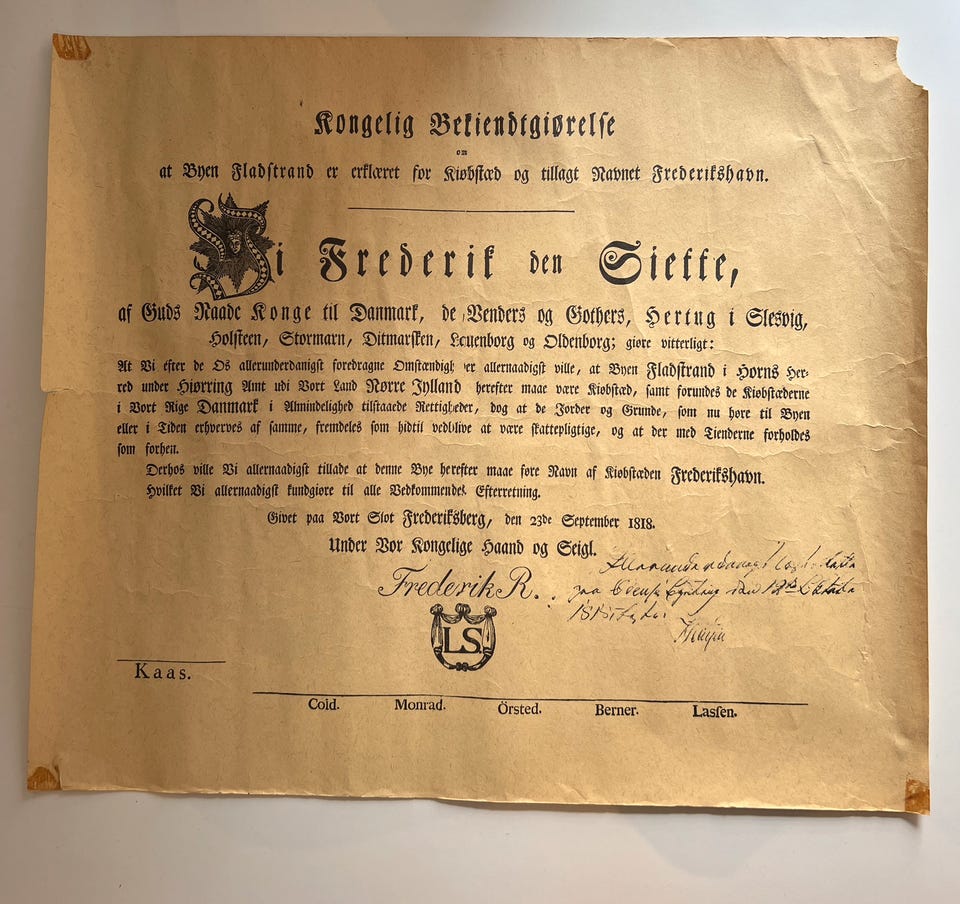 Kongelig Bekiendtgiørelse
om
at Byen Fladstrand er erklæret for Kiøbstæd og tillagt Navnet Frederikshavn.
Vi Frederik den Siette,
af Guds Naade Konge til Danmark, de Venders og Gothers, Hertug i Slesvig,
Holsteen, Stormarn, Ditmarsken, Lauenborg og Oldenborg; giøre vitterligt:
At Vi efter de Os allerunderdanigst foredragne Omstændigheder allernaadigst ville, at Byen Fladstrand i Horns Her-
red under Hiørring Amt udi Vort Land Nørre Jylland herefter maae være Kiøbstæd, samt forundes de Kiøbstæderne
i Vort Rige Danmark i Almindelighed tilstaaede Rettigheder, dog at de Jorder og Grunde, som nu høre til Byen
eller i Tiden erhverves af samme, fremdeles som hidtil vedblive at være skattepligtige, og at der med Tienderne forholdes
som forhen.
Derhos ville Vi allernaadigst tillade at denne Bye herefter maae føre Navn af Kiøbstæden Frederikshavn.
Hvilket Vi allernaadigst kundgiøre til alle Vedkommendes Efterretning.
Givet paa Vort Slot Frederiksberg, den 23de September 1818.
Under Vor Kongelige Haand og Seigl.
Frederik R.
Allerunderdanigst
paa den 12te
1818.
L.S.
Kaas.
Cold. Monrad. Örsted. Berner. Lassen.